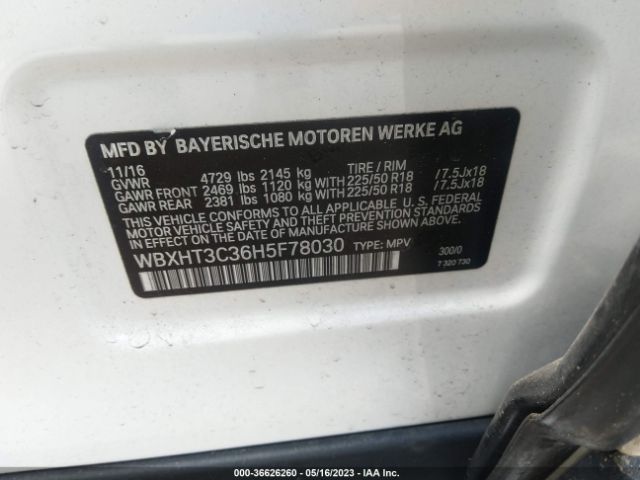 MFD BY BAYERISCHE MOTOREN WERKE AG
11/16 TIRE / RIM
GVWR 4729 lbs 2145 kg
GAWR FRONT 2469 lbs 1120 kg WITH 225/50 R18 /7.5Jx18
GAWR REAR 2381 lbs 1080 kg WITH 225/50 R18 /7.5Jx18
THIS VEHICLE CONFORMS TO ALL APPLICABLE U. S. FEDERAL
MOTOR VEHICLE SAFETY AND THEFT PREVENTION STANDARDS
IN EFFECT ON THE DATE OF MANUFACTURE SHOWN ABOVE.
WBXHT3C36H5F78030 TYPE: MPV 300/0
7 320 730
000-36626260 - 05/16/2023 - IAA Inc.